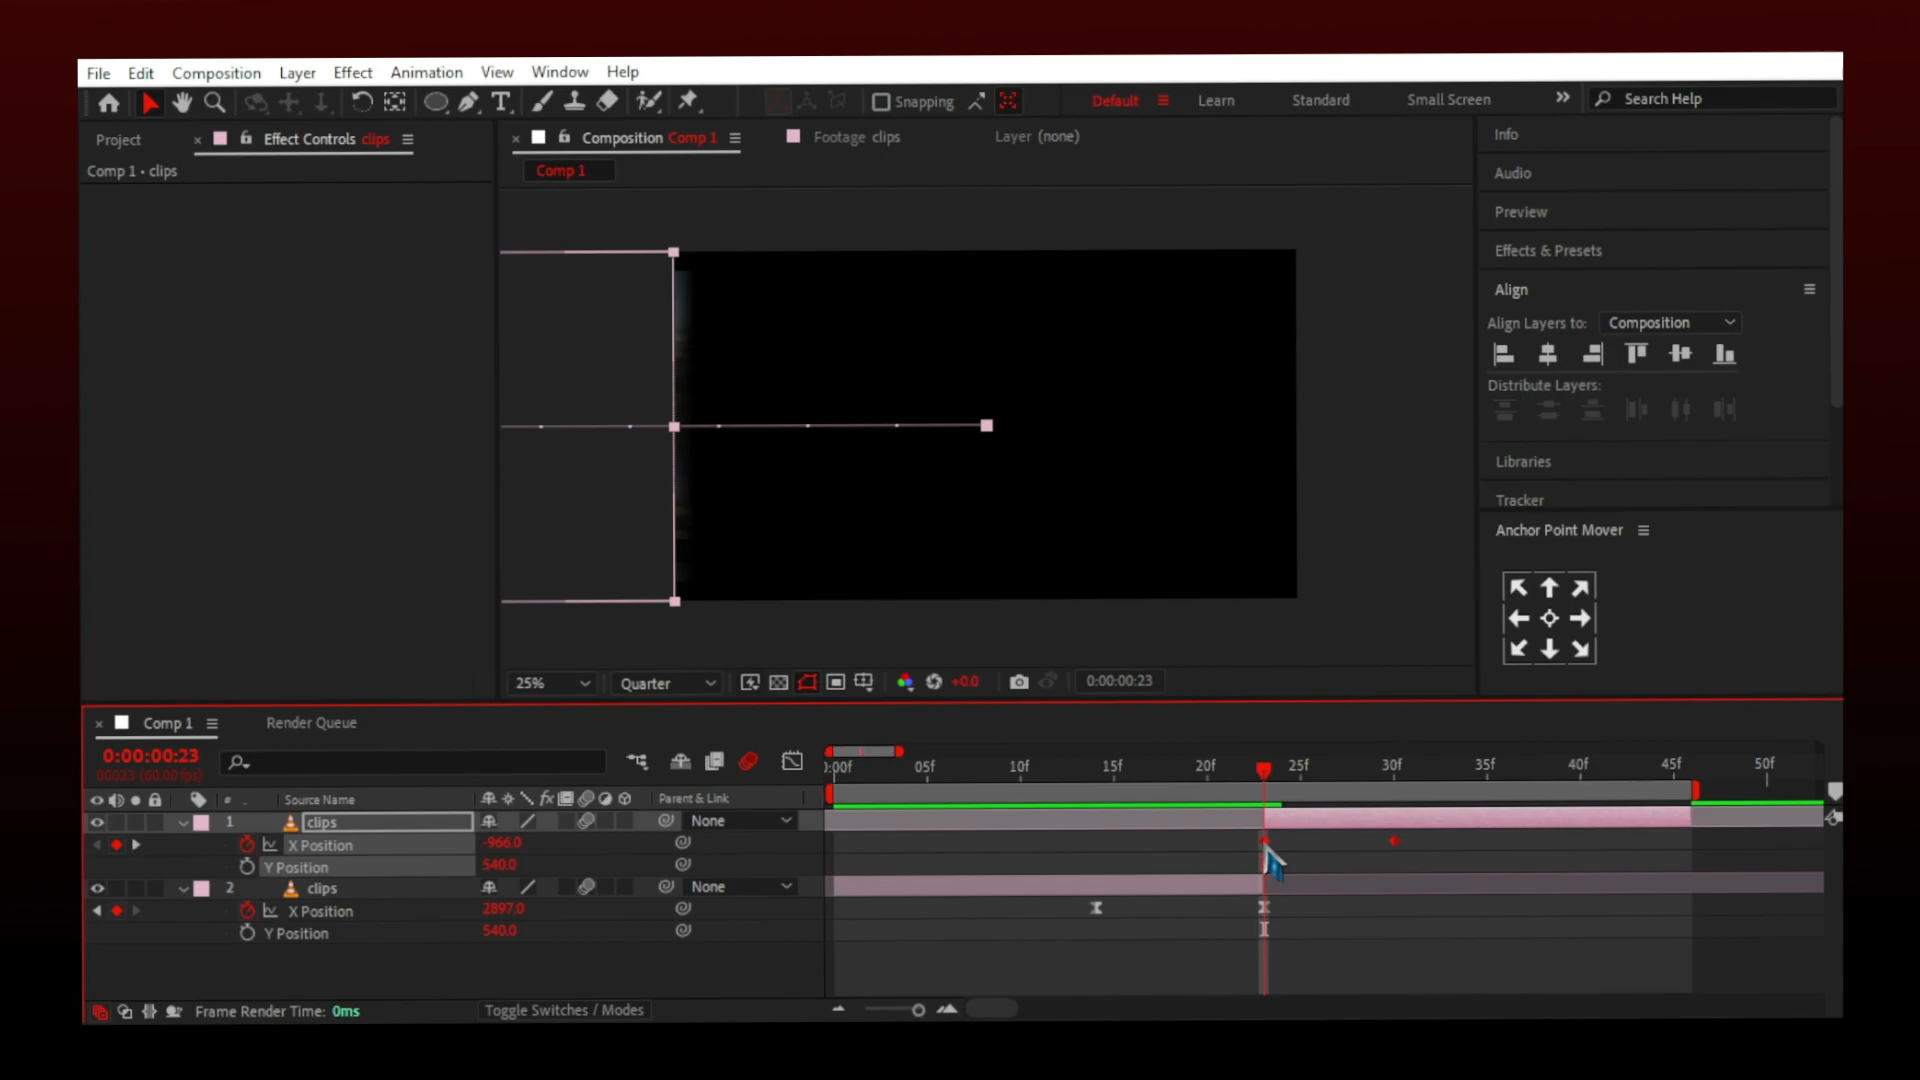 File Edit Composition Layer Effect Animation View Window Help
T Snapping Default Learn Standard Small Screen Search Help
Project Effect Controls clips Composition Comp 1 Footage clips Layer (none)
Comp 1 • clips
Comp 1
Info
Audio
Preview
Effects & Presets
Align
Align Layers to: Composition
Distribute Layers:
Libraries
Tracker
Anchor Point Mover
25% Quarter +0.0 0:00:00:23
Comp 1 Render Queue
0:00:00:23
00023 (60.00 fps)
:00f 05f 10f 15f 20f 25f 30f 35f 40f 45f 50f
# Source Name fx Parent & Link
1 clips None
X Position -966.0
Y Position 540.0
2 clips None
X Position 2897.0
Y Position 540.0
Frame Render Time: 0ms Toggle Switches / Modes